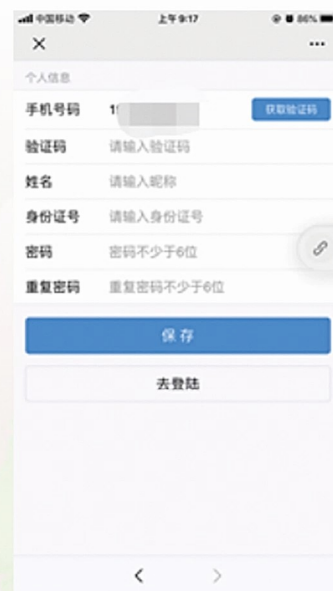 中国移动 上午9:17 86%
个人信息
手机号码 1 获取验证码
验证码 请输入验证码
姓名 请输入昵称
身份证号 请输入身份证号
密码 密码不少于6位
重复密码 重复密码不少于6位
保存
去登陆